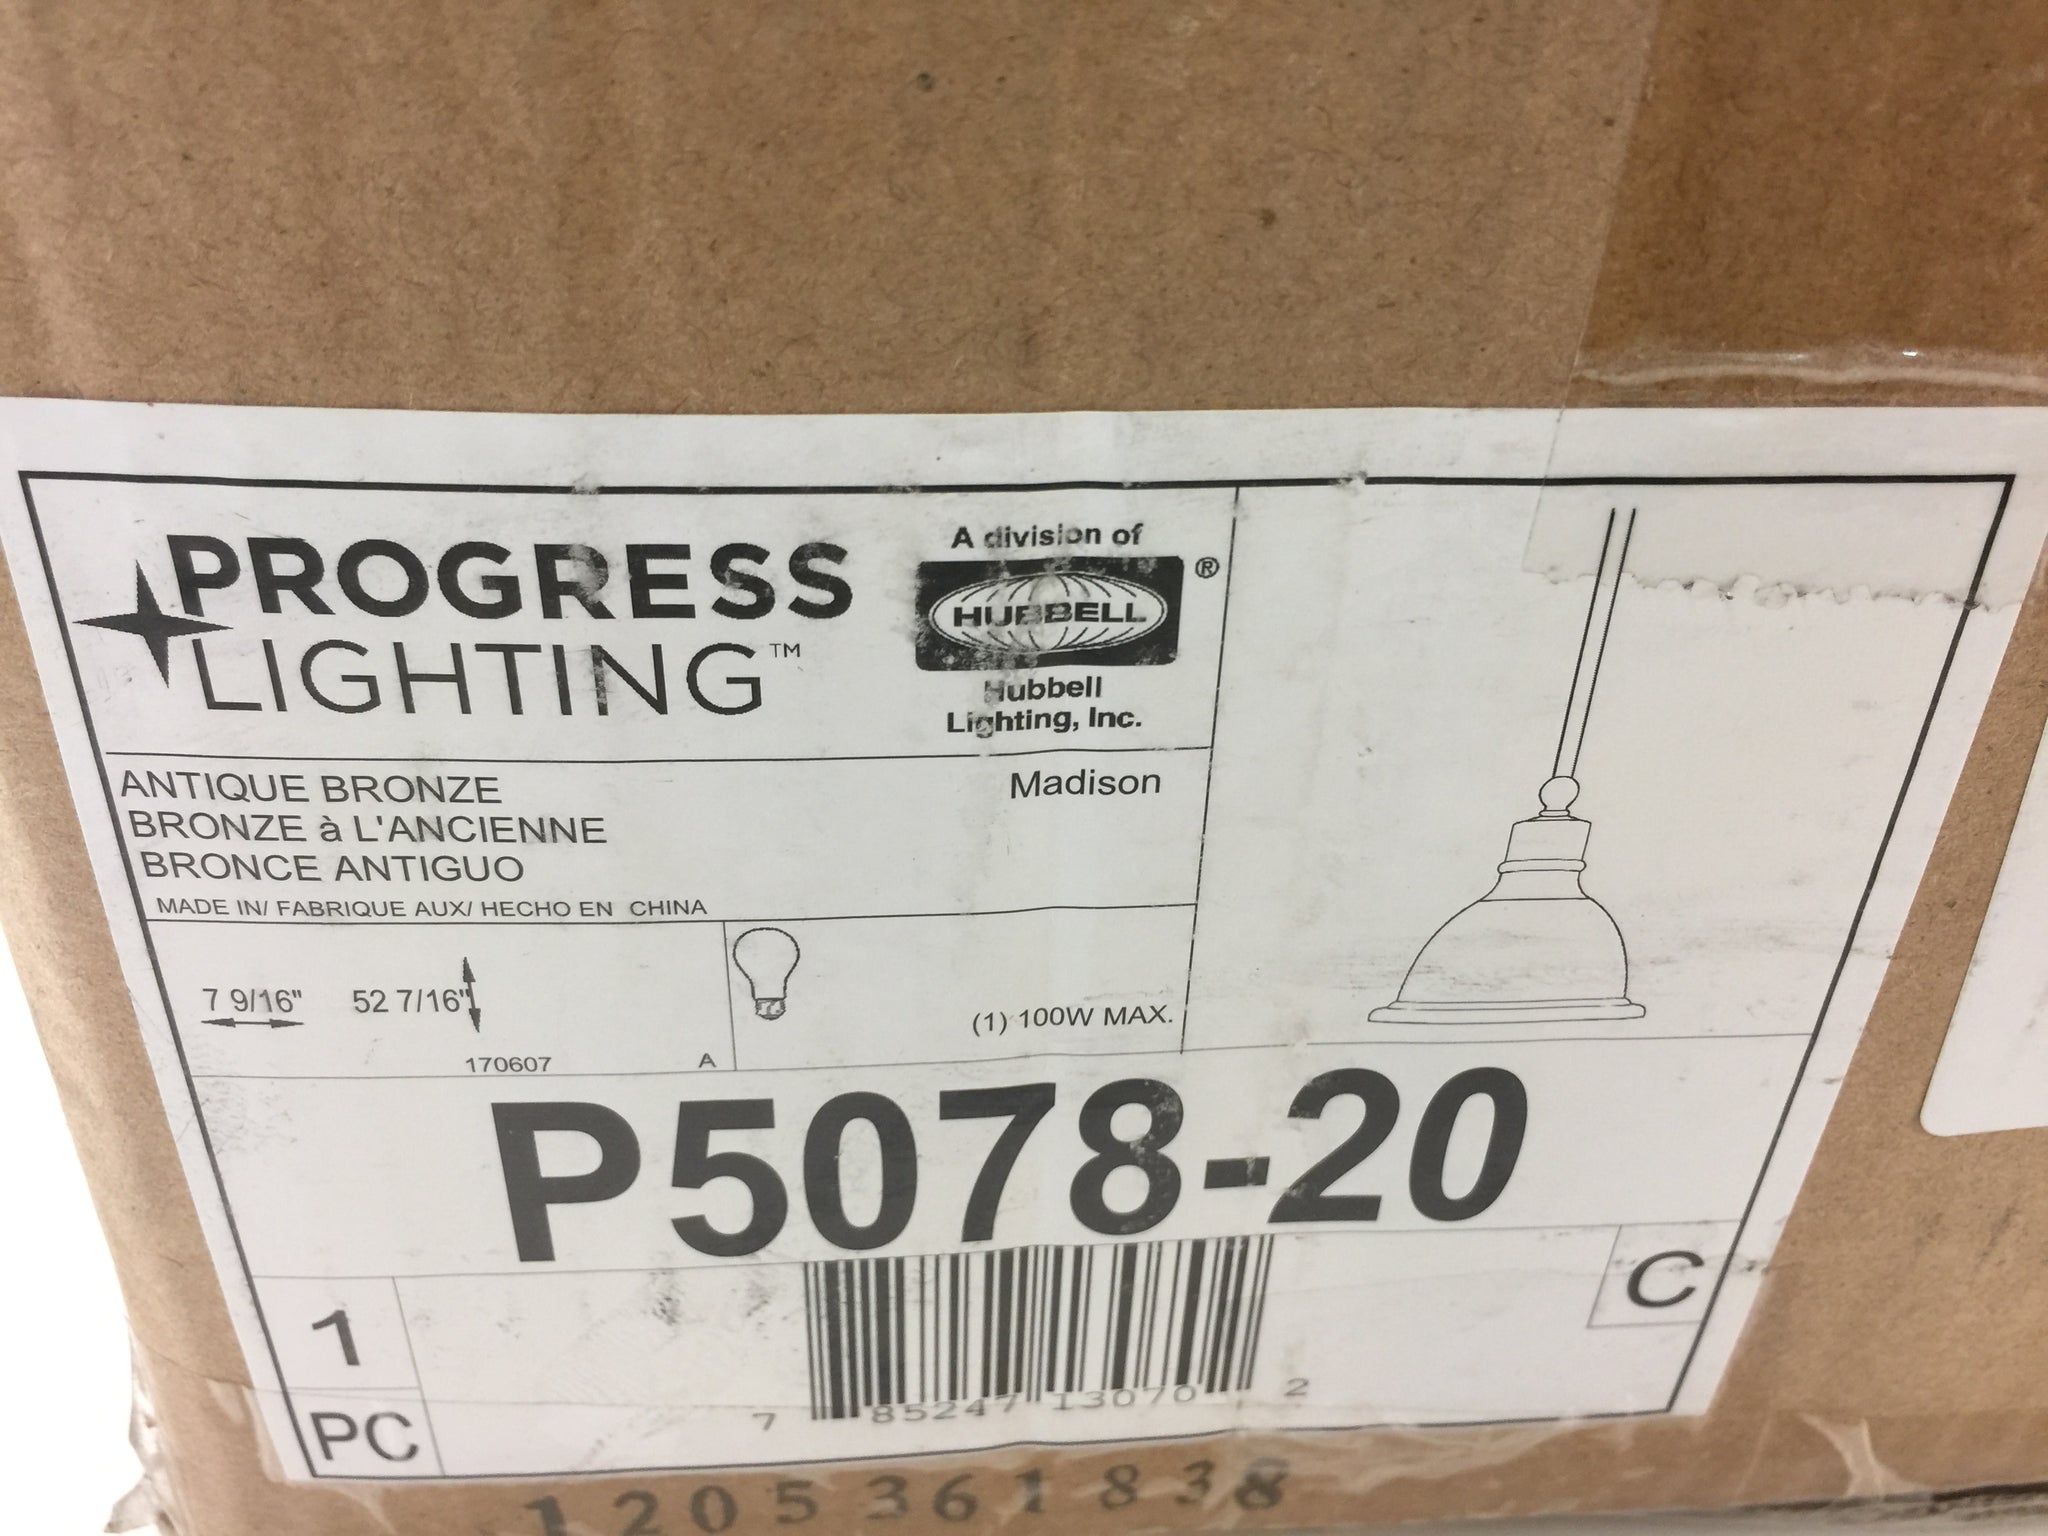 PROGRESS
LIGHTING™
A division of
HUBBELL®
Hubbell
Lighting, Inc.
ANTIQUE BRONZE
Madison
BRONZE à L'ANCIENNE
BRONCE ANTIGUO
MADE IN/ FABRIQUE AUX/ HECHO EN CHINA
7 9/16" 52 7/16"
(1) 100W MAX.
170607 A
P5078-20
C
1
PC
7 85247 13070 2
1205361838